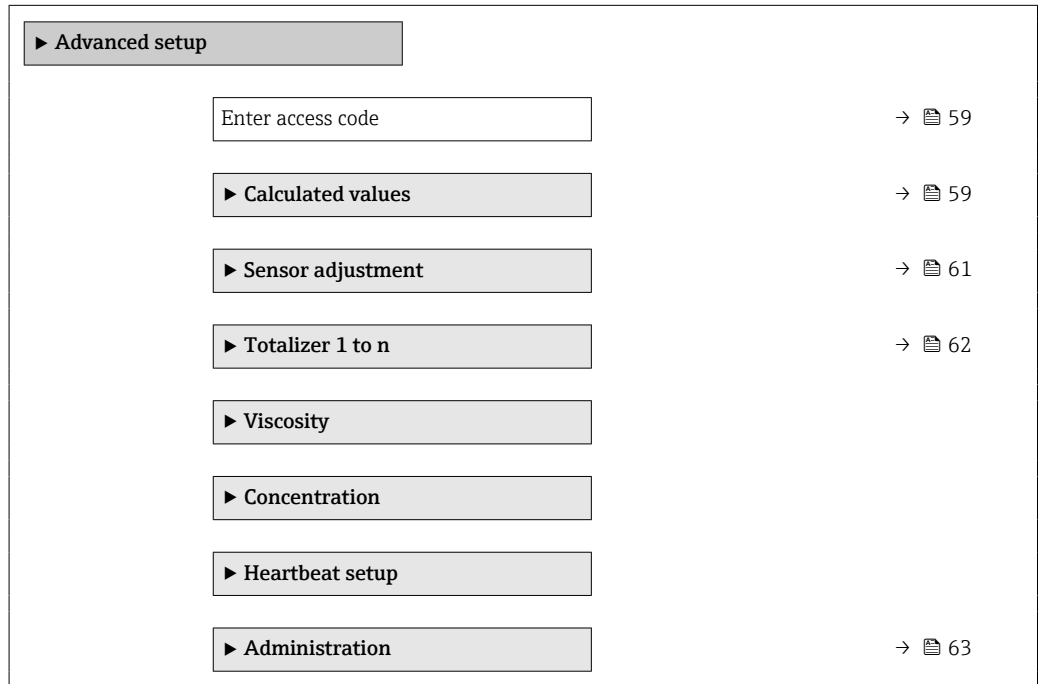 ▶ Advanced setup
Enter access code → 59
▶ Calculated values → 59
▶ Sensor adjustment → 61
▶ Totalizer 1 to n → 62
▶ Viscosity
▶ Concentration
▶ Heartbeat setup
▶ Administration → 63